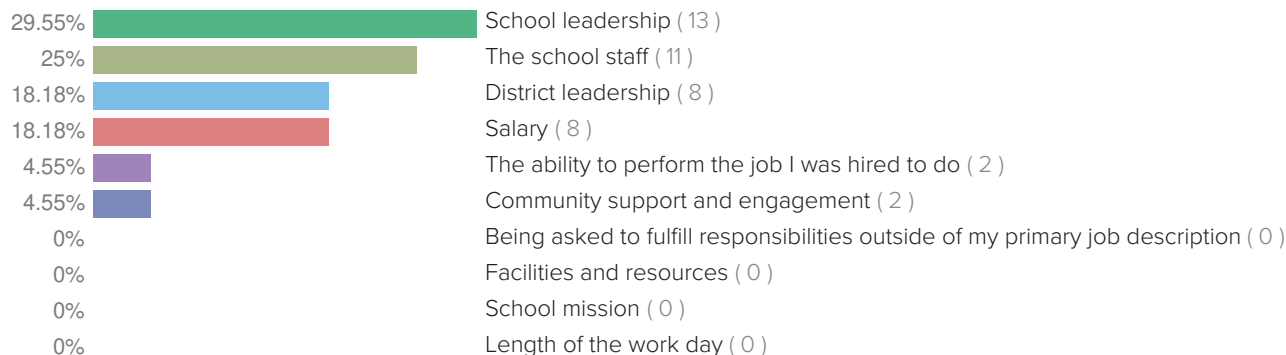 29.55% School leadership ( 13 )
25% The school staff ( 11 )
18.18% District leadership ( 8 )
18.18% Salary ( 8 )
4.55% The ability to perform the job I was hired to do ( 2 )
4.55% Community support and engagement ( 2 )
0% Being asked to fulfill responsibilities outside of my primary job description ( 0 )
0% Facilities and resources ( 0 )
0% School mission ( 0 )
0% Length of the work day ( 0 )